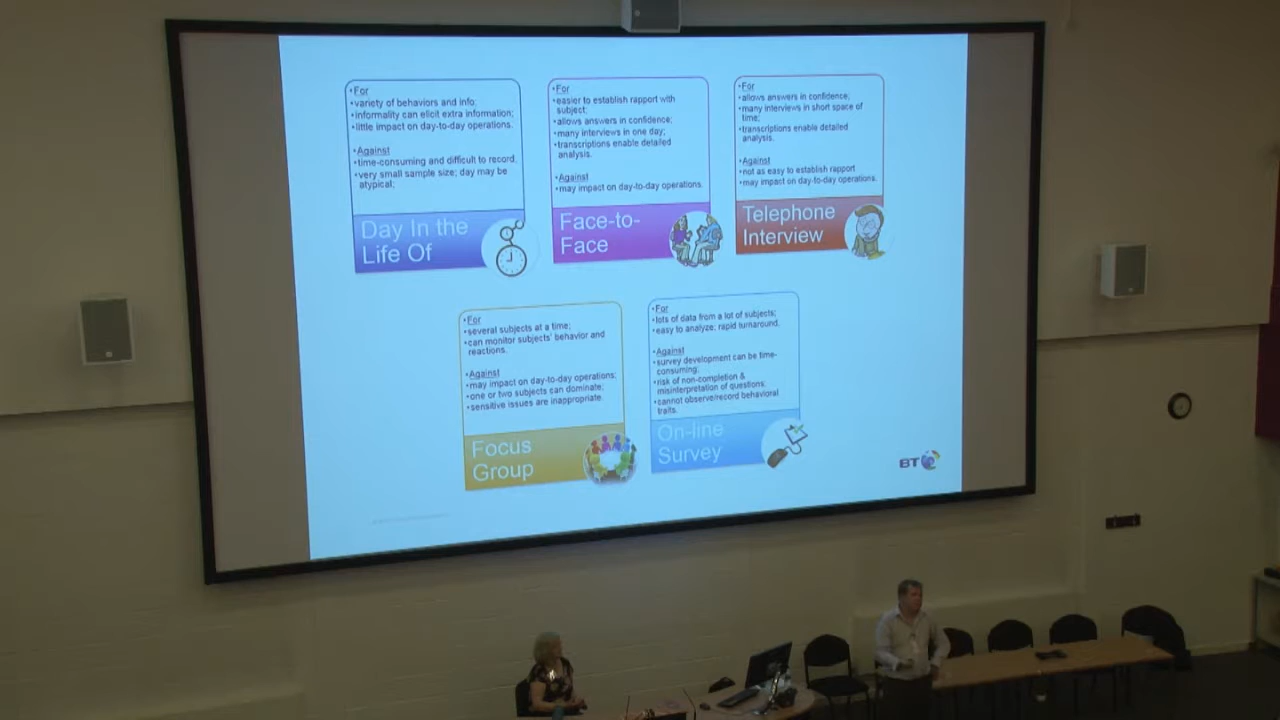 •For
•variety of behaviors and info;
•informality can elicit extra information;
•little impact on day-to-day operations.
•Against
•time-consuming and difficult to record.
•very small sample size; day may be
atypical;
Day In the
Life Of
•For
•easier to establish rapport with
subject;
•allows answers in confidence;
•many interviews in one day;
•transcriptions enable detailed
analysis.
•Against
•may impact on day-to-day operations.
Face-to-
Face
•For
•allows answers in confidence;
•many interviews in short space of
time;
•transcriptions enable detailed
analysis.
•Against
•not as easy to establish rapport.
•may impact on day-to-day operations.
Telephone
Interview
•For
•several subjects at a time;
•can monitor subjects' behavior and
reactions.
•Against
•may impact on day-to-day operations;
•one or two subjects can dominate;
•sensitive issues are inappropriate.
Focus
Group
•For
•lots of data from a lot of subjects;
•easy to analyze; rapid turnaround.
•Against
•survey development can be time-
consuming;
•risk of non-completion &
misinterpretation of questions;
•cannot observe/record behavioral
traits.
On-line
Survey
BT